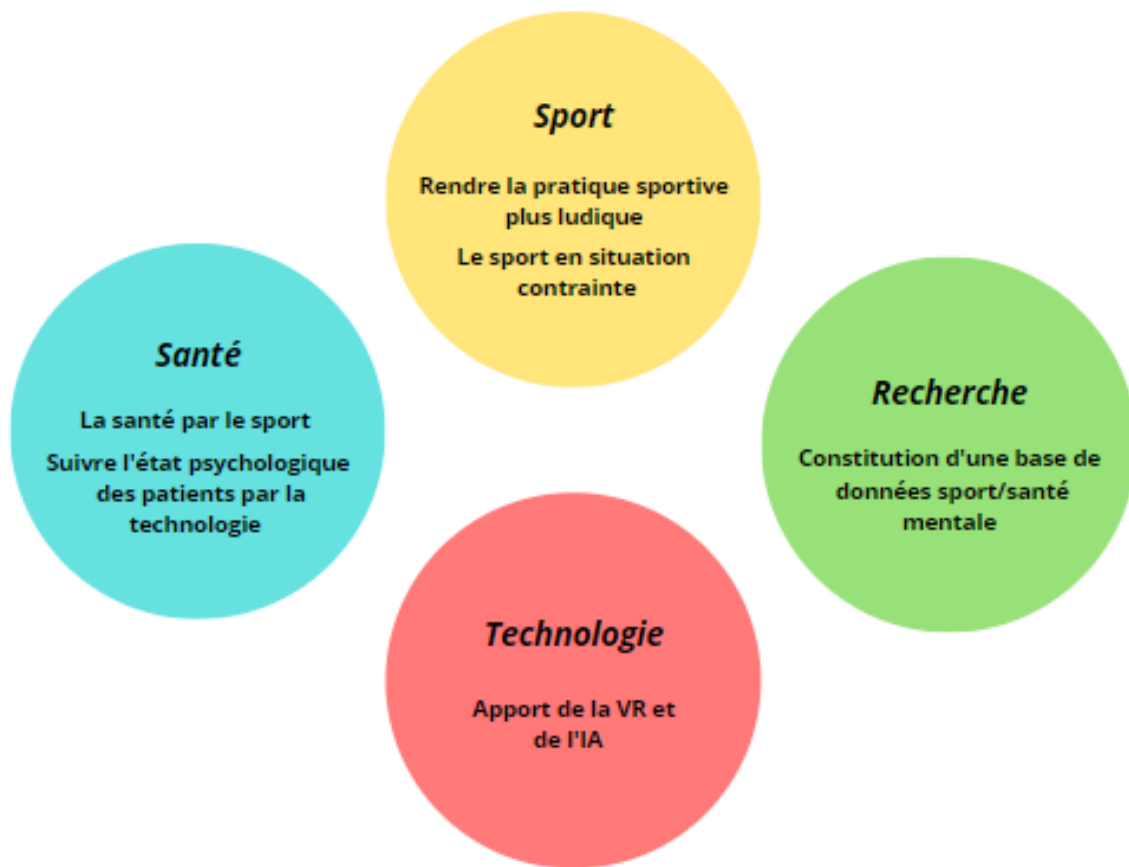 Sport
Rendre la pratique sportive
plus ludique
Le sport en situation
contrainte
Santé
La santé par le sport
Suivre l'état psychologique
des patients par la
technologie
Recherche
Constitution d'une base de
données sport/santé
mentale
Technologie
Apport de la VR et
de l'IA